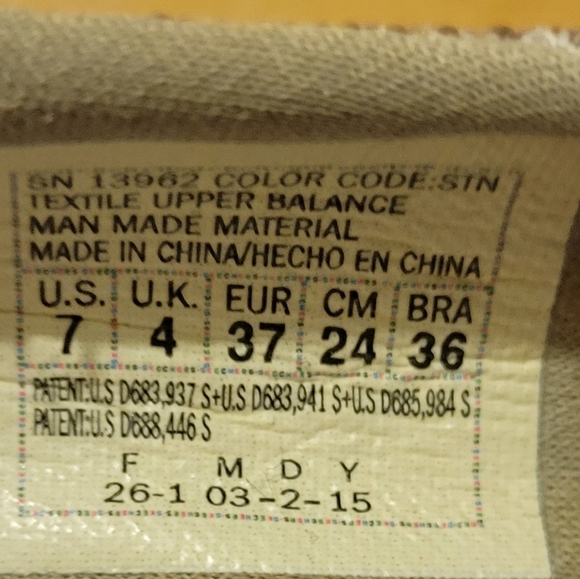 SN 13962 COLOR CODE:STN
TEXTILE UPPER BALANCE
MAN MADE MATERIAL
MADE IN CHINA/HECHO EN CHINA
U.S. U.K. EUR CM BRA
7 4 37 24 36
PATENT:U.S D683,937 S+U.S D683,941 S+U.S D685,984 S
PATENT:U.S D688,446 S
F M D Y
26-1 03-2-15